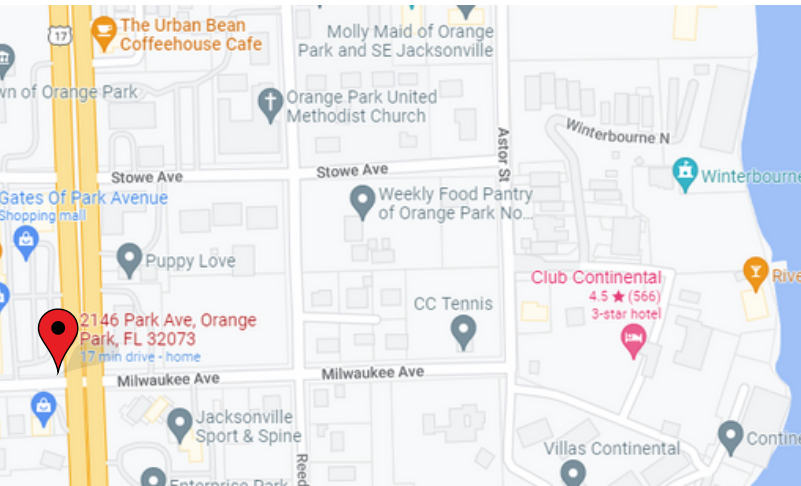 17
The Urban Bean
Coffeehouse Cafe
Molly Maid of Orange
Park and SE Jacksonville
wn of Orange Park
Orange Park United
Methodist Church
Astor St
Winterbourne N
Stowe Ave
Stowe Ave
Winterbourne
Gates Of Park Avenue
Shopping mall
Weekly Food Pantry
of Orange Park No...
Puppy Love
Club Continental
4.5 ★ (566)
3-star hotel
Rive
CC Tennis
2146 Park Ave, Orange
Park, FL 32073
17 min drive - home
Milwaukee Ave
Milwaukee Ave
Jacksonville
Sport & Spine
Reed
Villas Continental
Contine
Enterprise Park